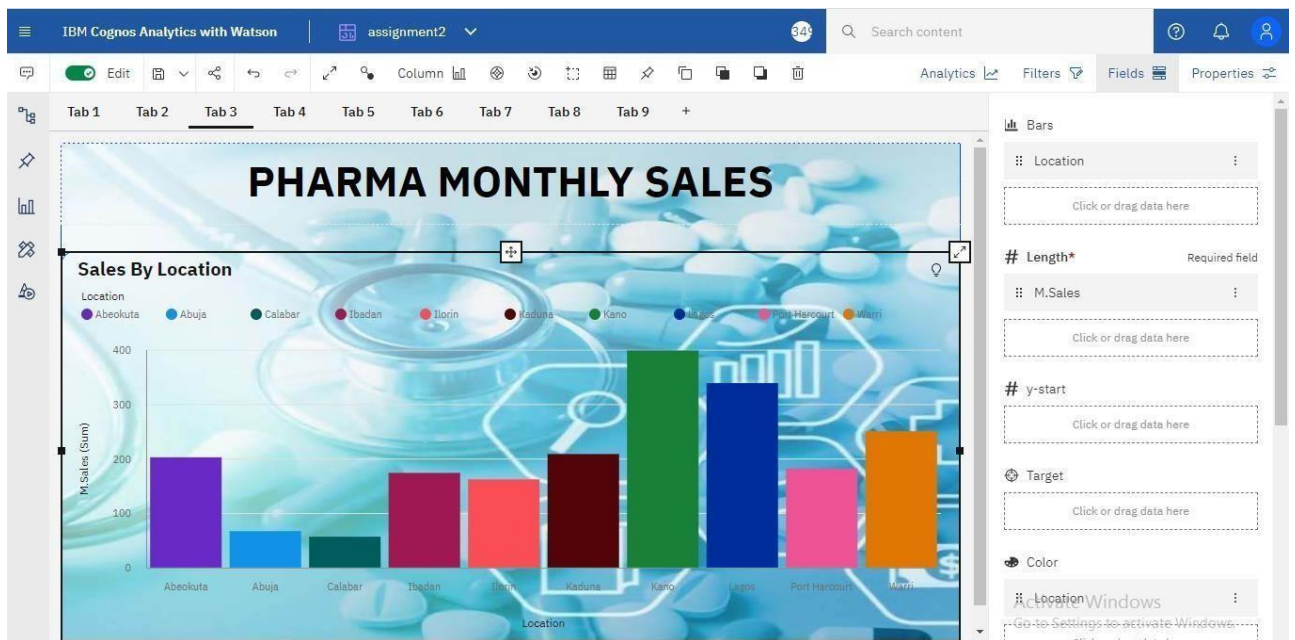 IBM Cognos Analytics with Watson
assignment2
Search content
Edit
Column
Analytics
Filters
Fields
Properties
Tab 1 Tab 2 Tab 3 Tab 4 Tab 5 Tab 6 Tab 7 Tab 8 Tab 9 +
PHARMA MONTHLY SALES
Sales By Location
Location
Abeokuta Abuja Calabar Ibadan Ilorin Kaduna Kano Lagos Port Harcourt Warri
400
300
200
100
0
M.Sales (Sum)
Abeokuta Abuja Calabar Ibadan Ilorin Kaduna Kano Lagos Port Harcourt Warri
Location
Bars
Location
Click or drag data here
# Length*
Required field
M.Sales
Click or drag data here
# y-start
Click or drag data here
Target
Click or drag data here
Color
Location
Activate Windows
Go to Settings to activate Windows.